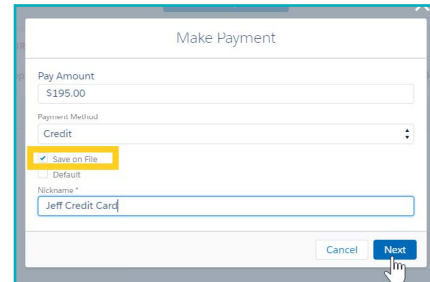 Make Payment
Pay Amount
$195.00
Payment Method
Credit
Save on File
Default
Nickname *
Jeff Credit Card
Cancel Next